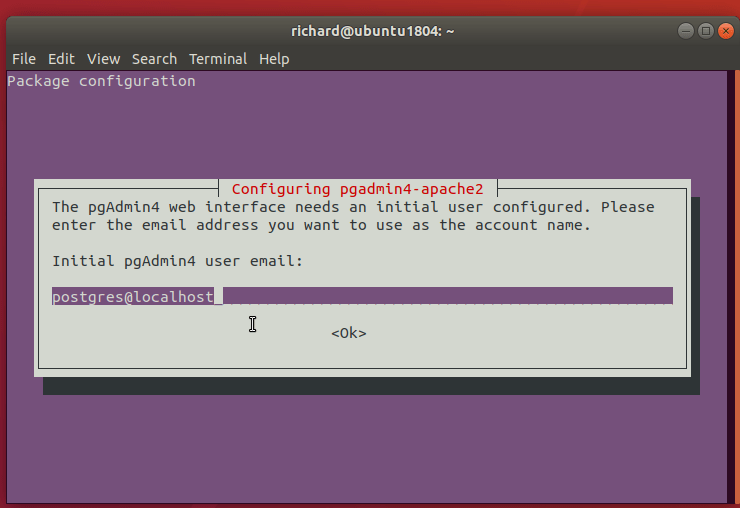 richard@ubuntu1804: ~
File Edit View Search Terminal Help
Package configuration
Configuring pgadmin4-apache2
The pgAdmin4 web interface needs an initial user configured. Please
enter the email address you want to use as the account name.
Initial pgAdmin4 user email:
postgres@localhost
<Ok>